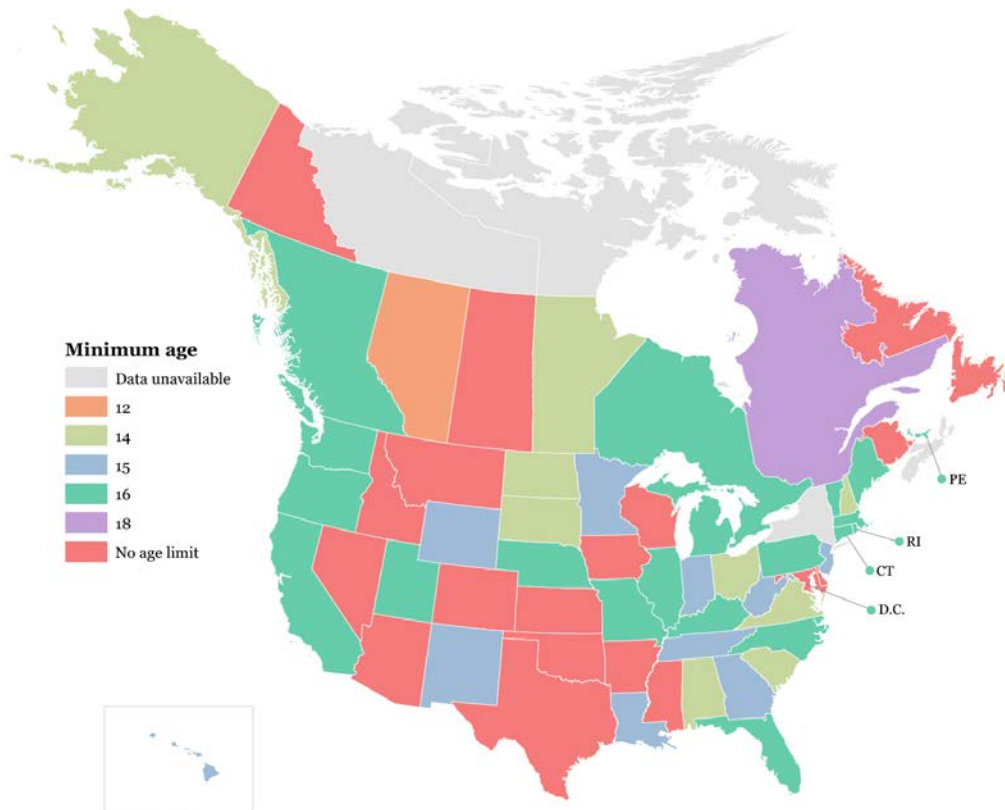 Minimum age
Data unavailable
12
14
15
16
18
No age limit
PE
RI
CT
D.C.